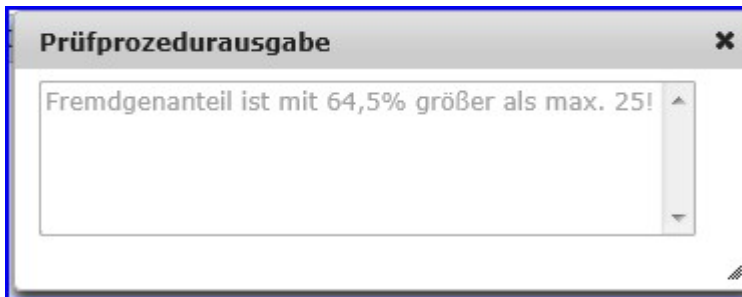 Prüfprozedurausgabe
Fremdgenanteil ist mit 64,5% größer als max. 25!